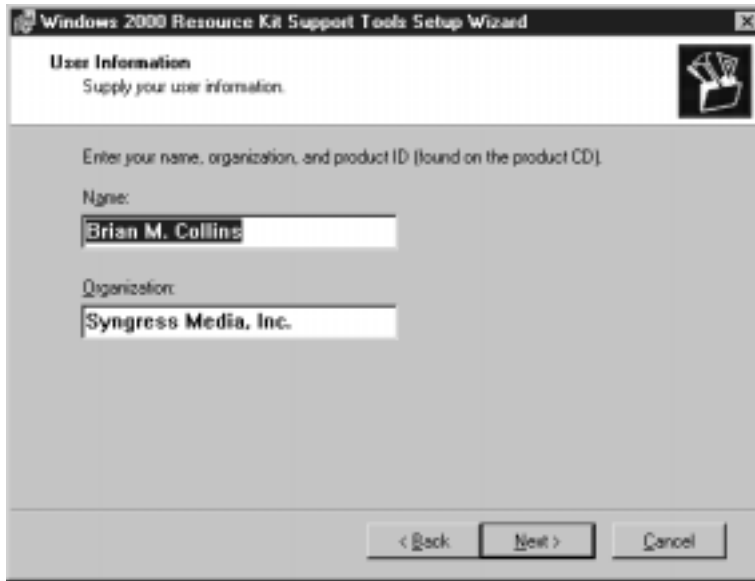 Windows 2000 Resource Kit Support Tools Setup Wizard
User Information
Supply your user information.
Enter your name, organization, and product ID (found on the product CD).
Name:
Brian M. Collins
Organization:
Syngress Media, Inc.
< Back
Next >
Cancel